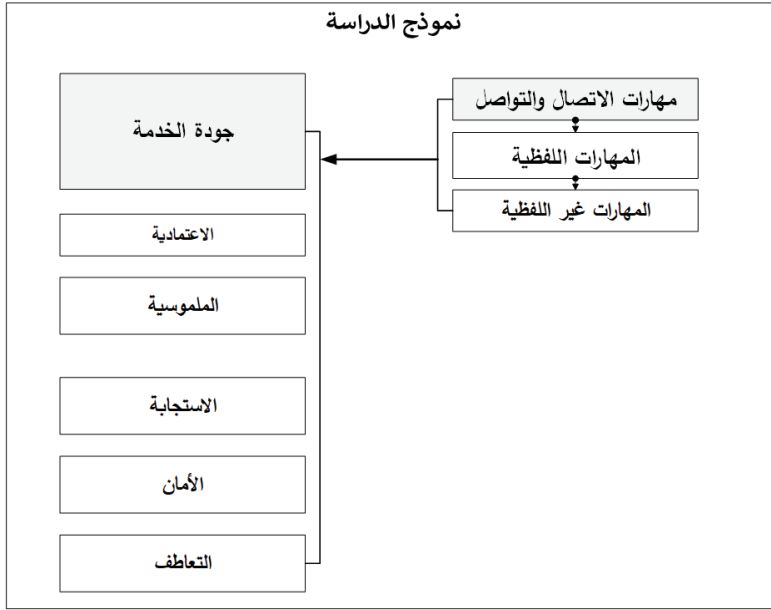 نموذج الدراسة
مهارات الاتصال والتواصل
المهارات اللفظية
المهارات غير اللفظية
جودة الخدمة
الاعتمادية
الملموسية
الاستجابة
الأمان
التعاطف